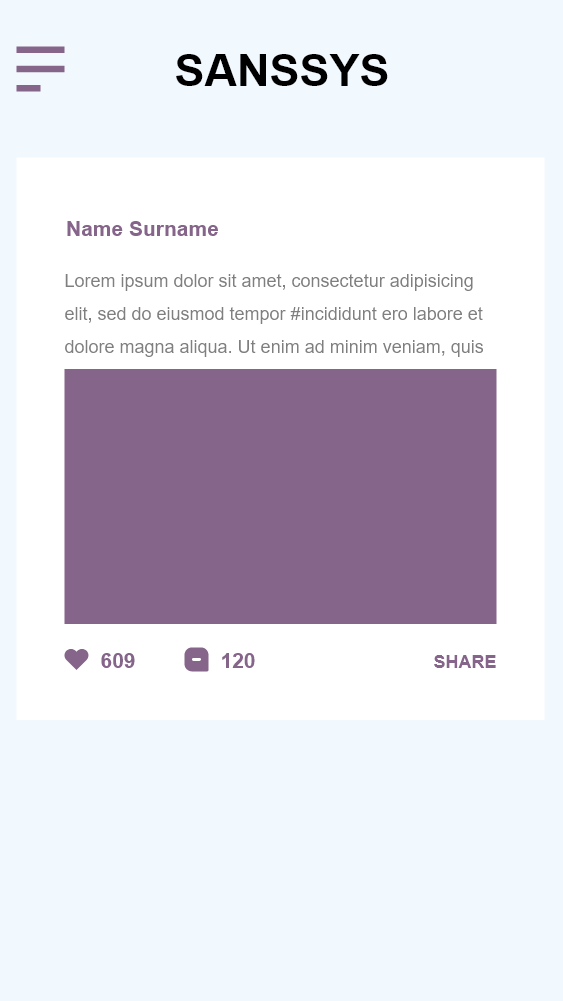 SANSSYS
Name Surname
Lorem ipsum dolor sit amet, consectetur adipisicing
elit, sed do eiusmod tempor #incididunt ero labore et
dolore magna aliqua. Ut enim ad minim veniam, quis
609 120 SHARE